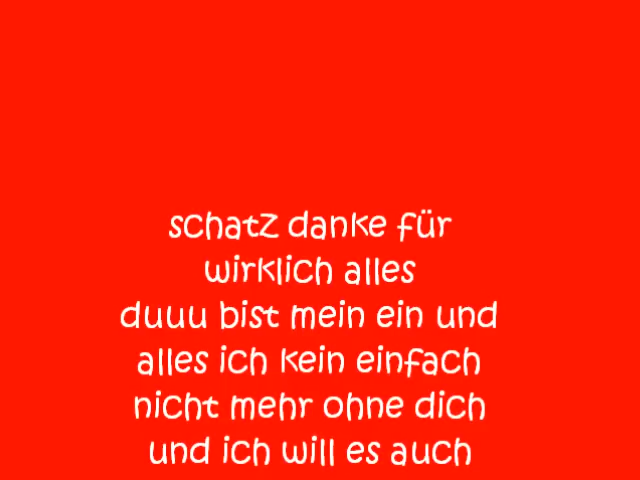 schatz danke für
wirklich alles
duuu bist mein ein und
alles ich kein einfach
nicht mehr ohne dich
und ich will es auch